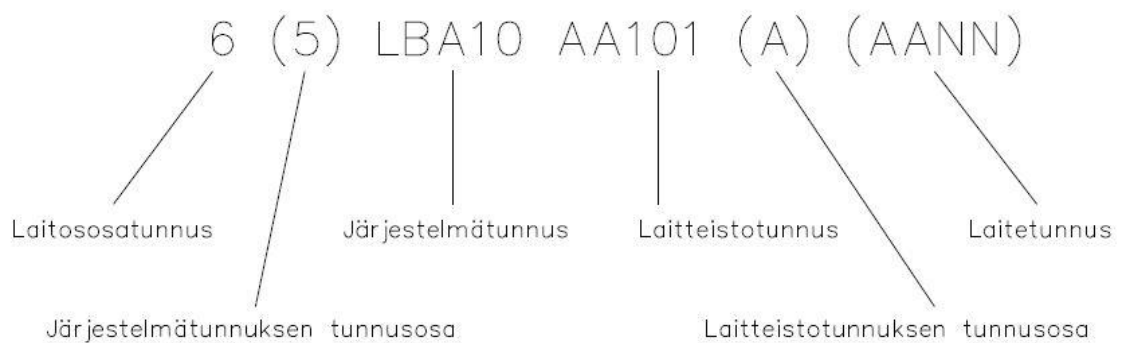 6 (5) LBA10 AA101 (A) (AANN)
Laitososatunnus Järjestelmätunnus Laitteistotunnus Laitetunnus
Järjestelmätunnuksen tunnusosa Laitteistotunnuksen tunnusosa